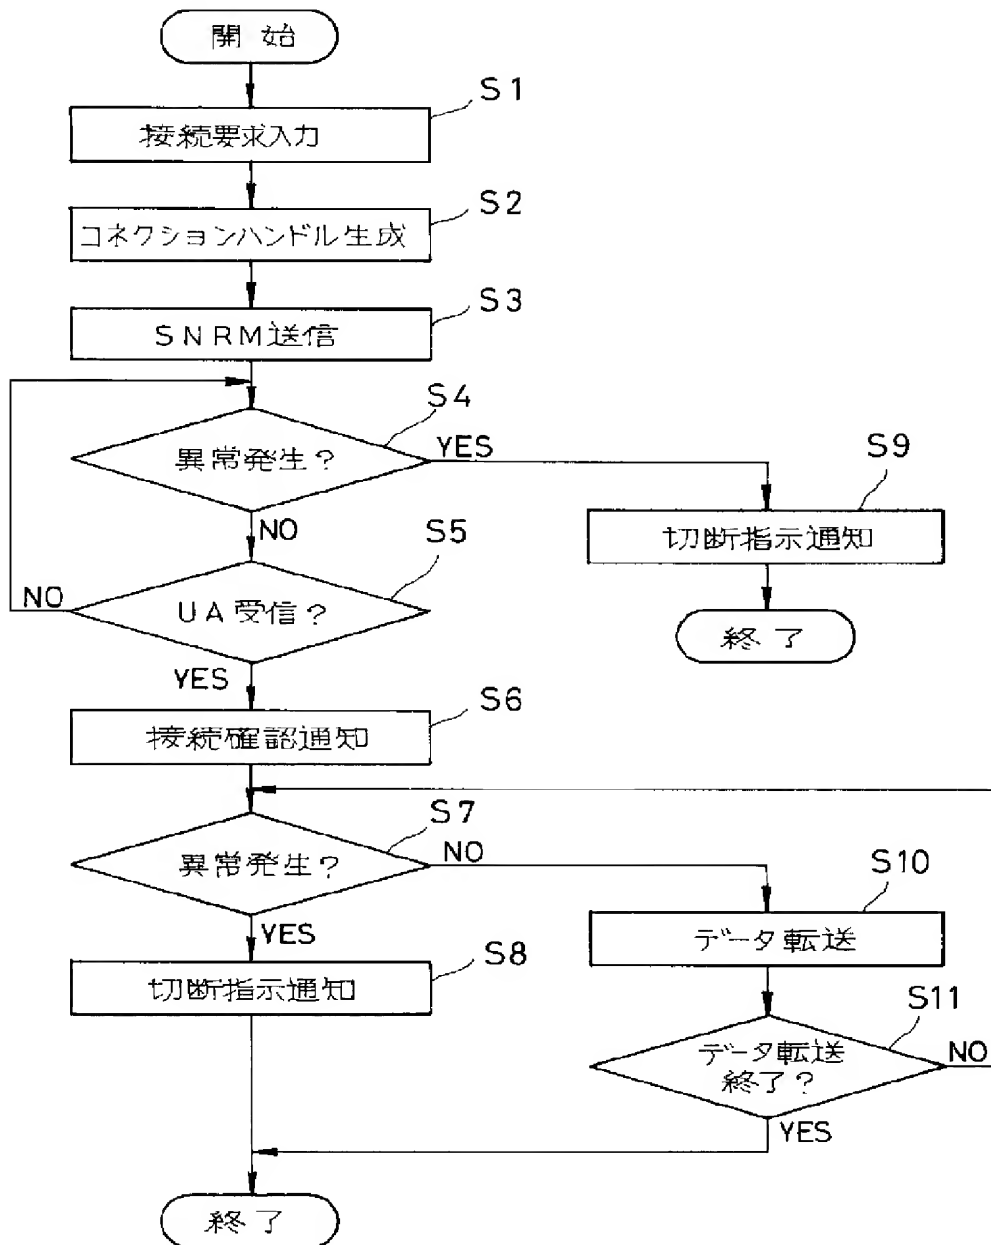 開始
S1
接続要求入力
S2
コネクションハンドル生成
S3
SNRM送信
S4
異常発生?
YES
NO
S9
切断指示通知
終了
S5
UA受信?
NO
YES
S6
接続確認通知
S7
異常発生?
NO
YES
S10
データ転送
S8
切断指示通知
S11
データ転送
終了?
NO
YES
終了